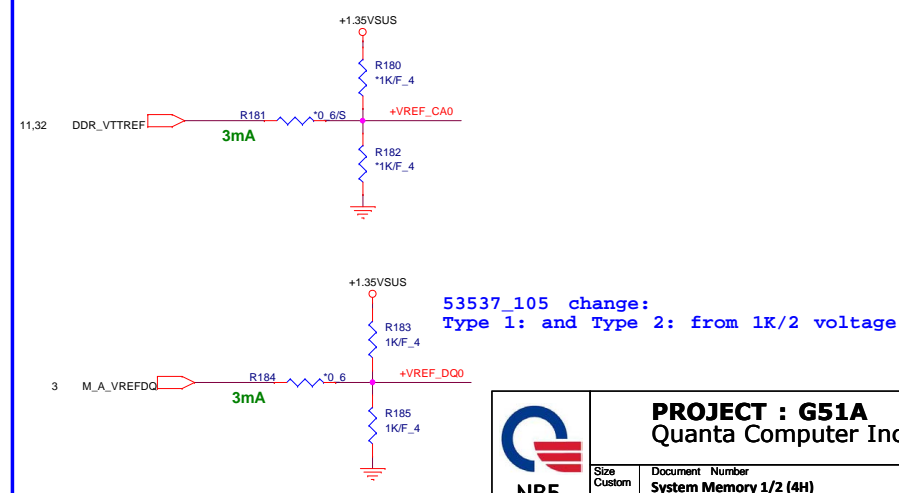 +1.35VSUS
R180
*1K/F_4
11,32 DDR_VTTREF R181 *0_6/S +VREF_CA0
3mA
R182
*1K/F_4
+1.35VSUS
53537_105 change:
Type 1: and Type 2: from 1K/2 voltage
R183
1K/F_4
3 M_A_VREFDQ R184 *0_6 +VREF_DQ0
3mA
R185
1K/F_4
PROJECT : G51A
Quanta Computer Inc
Size Document Number
Custom System Memory 1/2 (4H)
NB5